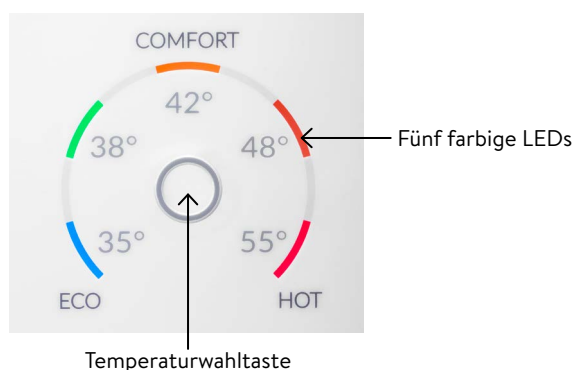 COMFORT
42°
38°
48°
Fünf farbige LEDs
35°
55°
ECO
HOT
Temperaturwahltaste